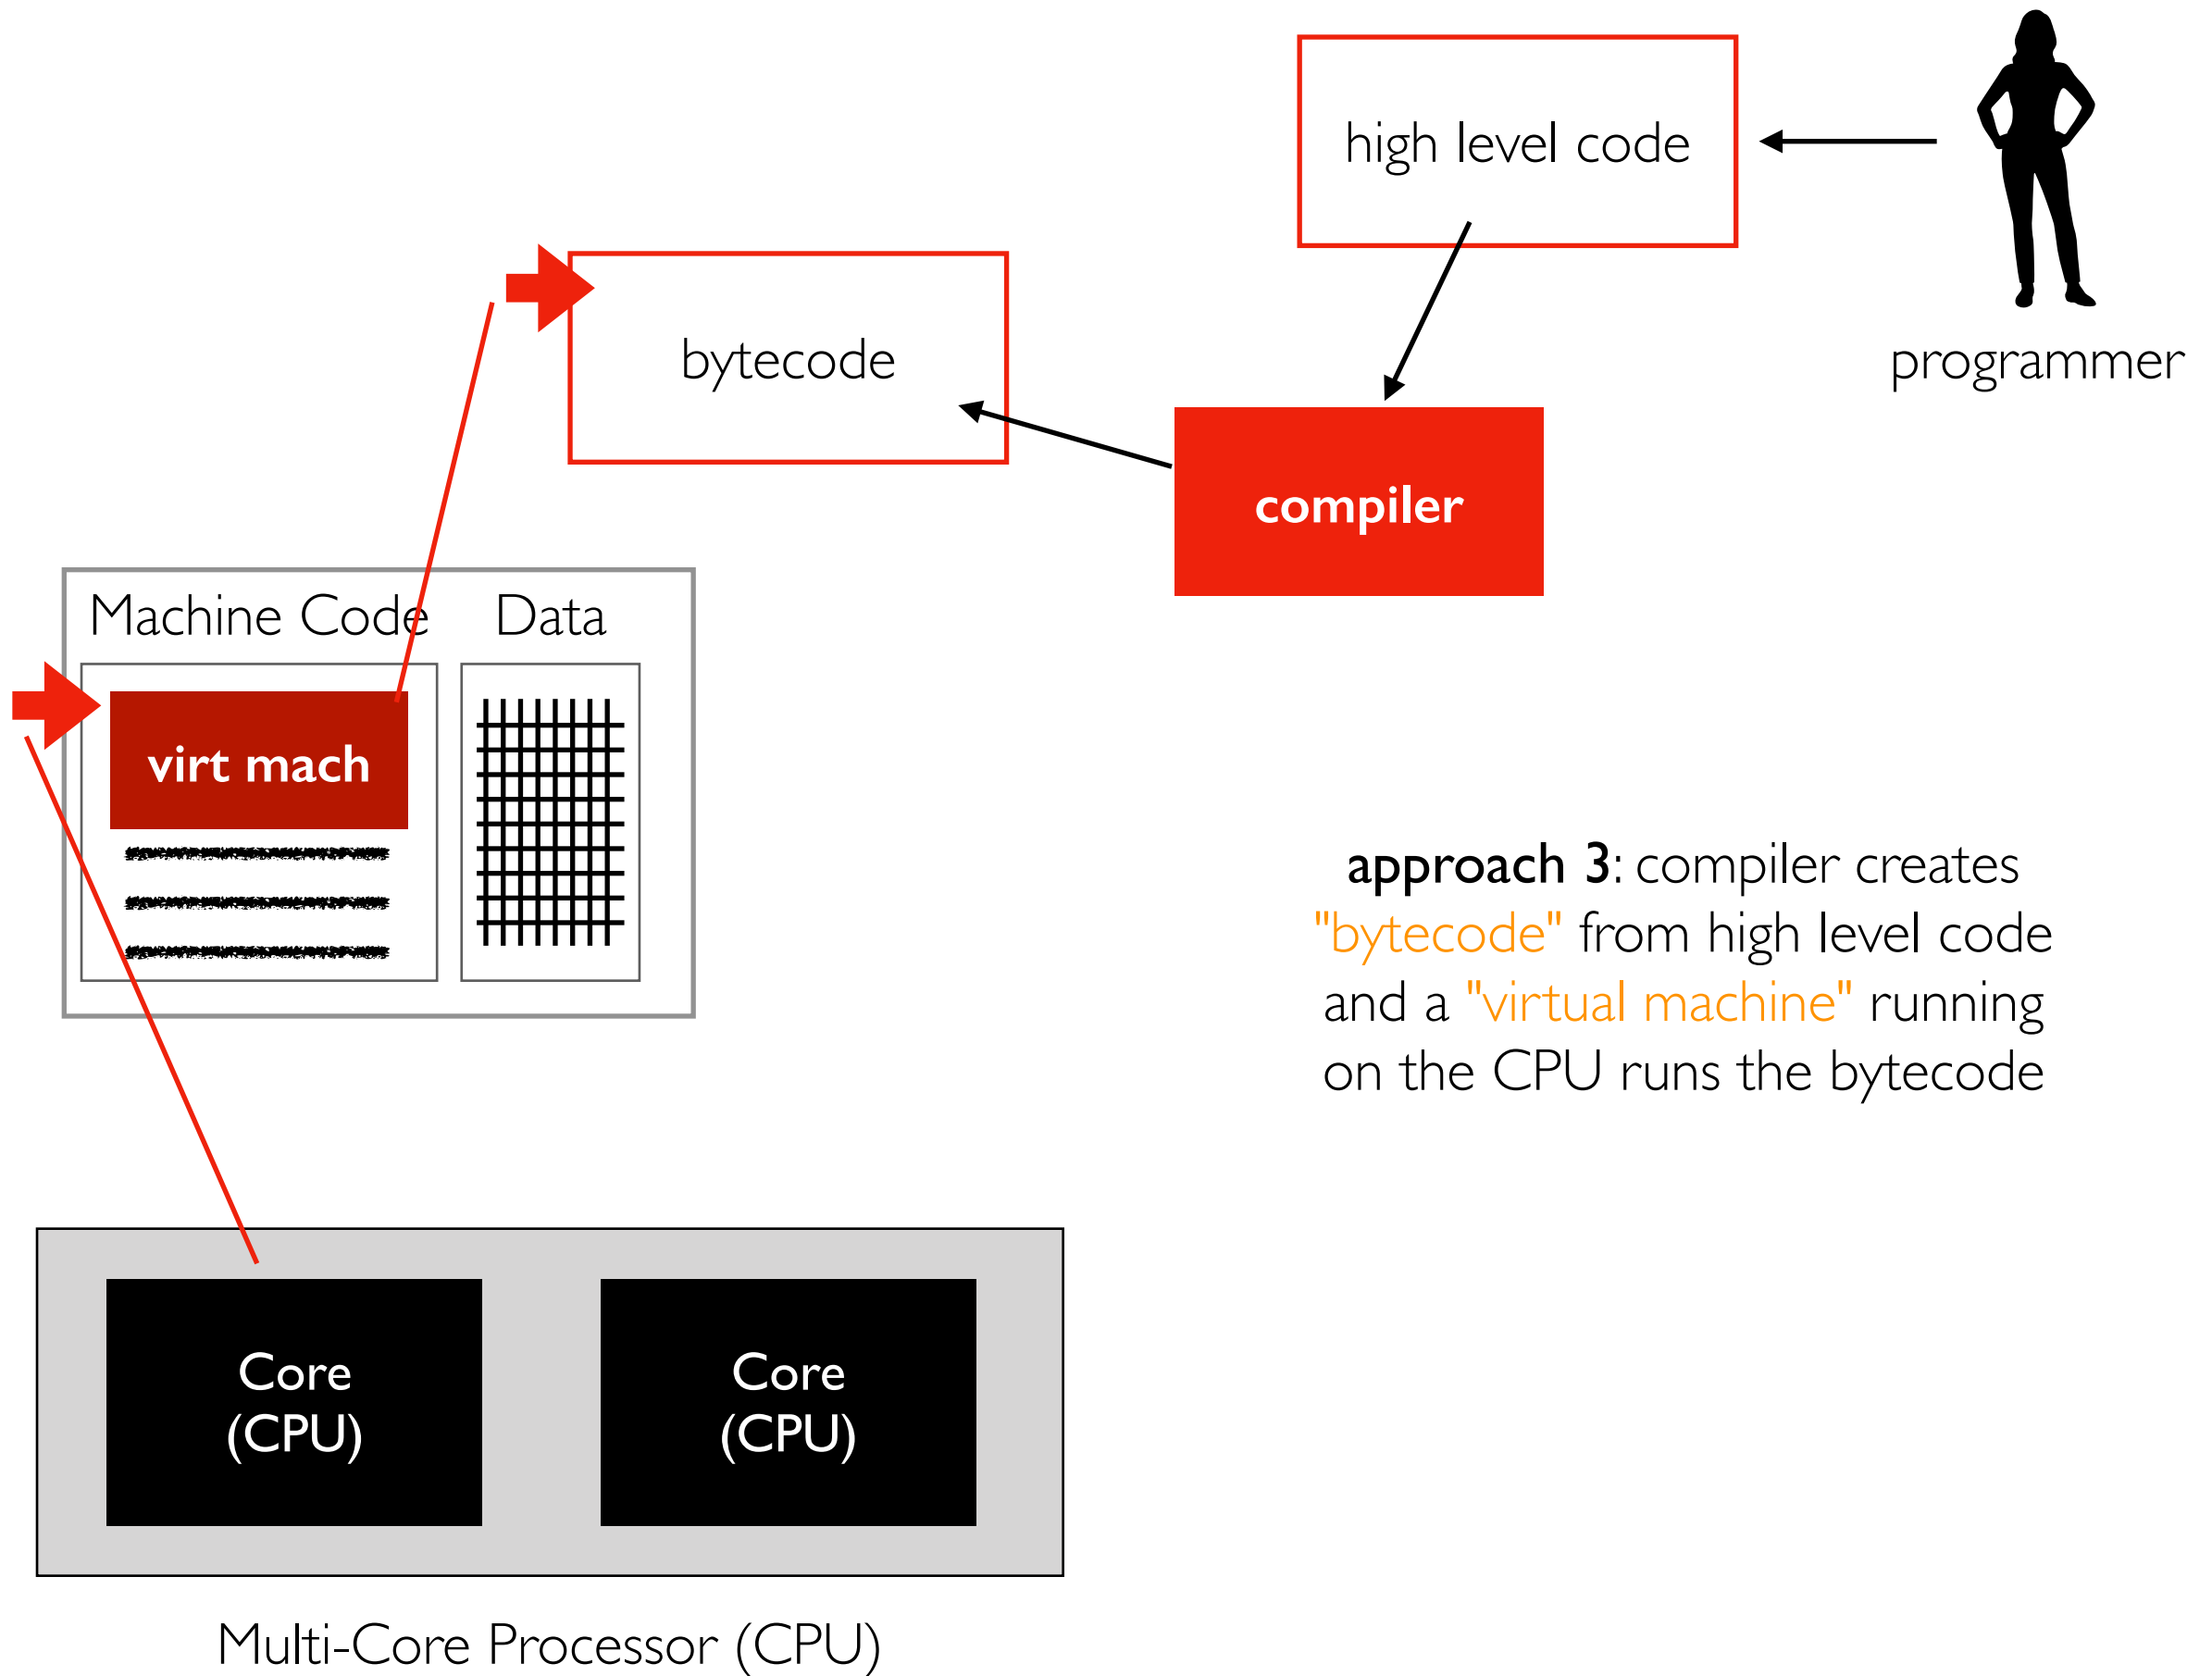 high level code
programmer
bytecode
compiler
Machine Code
Data
virt mach
approach 3: compiler creates
"bytecode" from high level code
and a "virtual machine" running
on the CPU runs the bytecode
Core
(CPU)
Core
(CPU)
Multi-Core Processor (CPU)